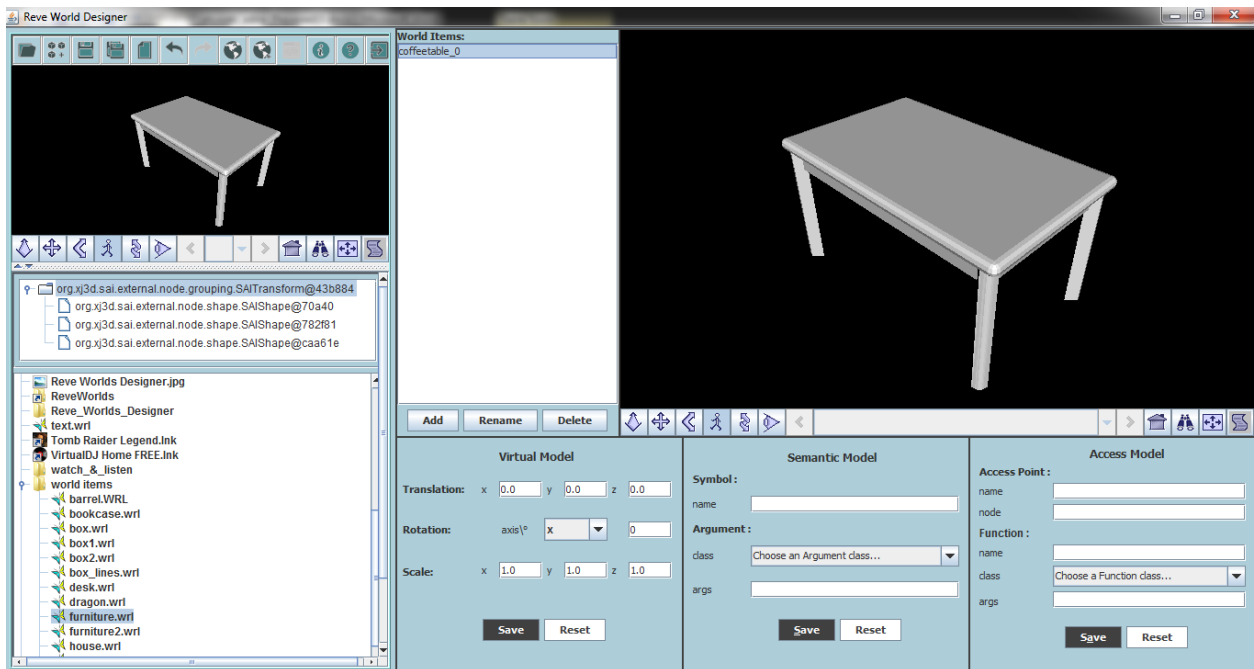 Reve World Designer
World Items:
coffeetable_0
org.xj3d.sai.external.node.grouping.SAITransform@43b884
org.xj3d.sai.external.node.shape.SAIShape@70a40
org.xj3d.sai.external.node.shape.SAIShape@782f81
org.xj3d.sai.external.node.shape.SAIShape@caa61e
Reve Worlds Designer.jpg
ReveWorlds
Reve_Worlds_Designer
text.wrl
Tomb Raider Legend.lnk
VirtualDJ Home FREE.lnk
watch_&_listen
world items
barrel.WRL
bookcase.wrl
box.wrl
box1.wrl
box2.wrl
box_lines.wrl
desk.wrl
dragon.wrl
furniture.wrl
furniture2.wrl
house.wrl
Add Rename Delete
Virtual Model
Translation: x 0.0 y 0.0 z 0.0
Rotation: axis\° x 0
Scale: x 1.0 y 1.0 z 1.0
Save Reset
Semantic Model
Symbol :
name
Argument :
class Choose an Argument class...
args
Save Reset
Access Model
Access Point :
name
node
Function :
name
class Choose a Function class...
args
Save Reset